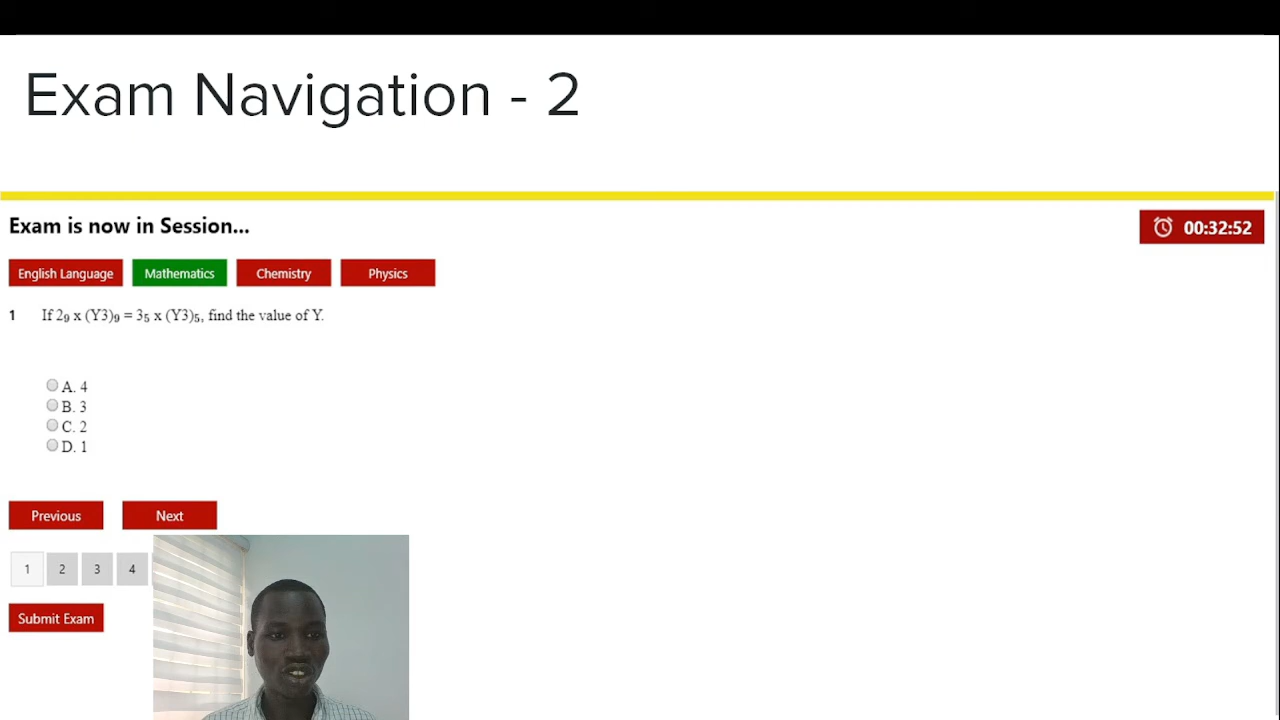 Exam Navigation - 2
Exam is now in Session...
00:32:52
English Language Mathematics Chemistry Physics
1 If 2₉ x (Y3)₉ = 3₅ x (Y3)₅, find the value of Y.
A. 4
B. 3
C. 2
D. 1
Previous Next
1 2 3 4
Submit Exam